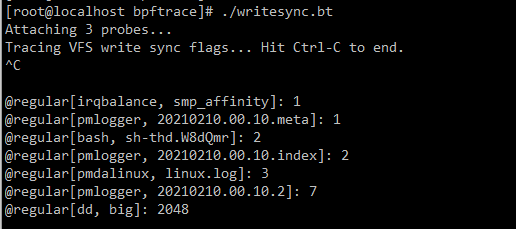 [root@localhost bpftrace]# ./writesync.bt
Attaching 3 probes...
Tracing VFS write sync flags... Hit Ctrl-C to end.
^C
@regular[irqbalance, smp_affinity]: 1
@regular[pmlogger, 20210210.00.10.meta]: 1
@regular[bash, sh-thd.W8dQmr]: 2
@regular[pmlogger, 20210210.00.10.index]: 2
@regular[pmdalinux, linux.log]: 3
@regular[pmlogger, 20210210.00.10.2]: 7
@regular[dd, big]: 2048